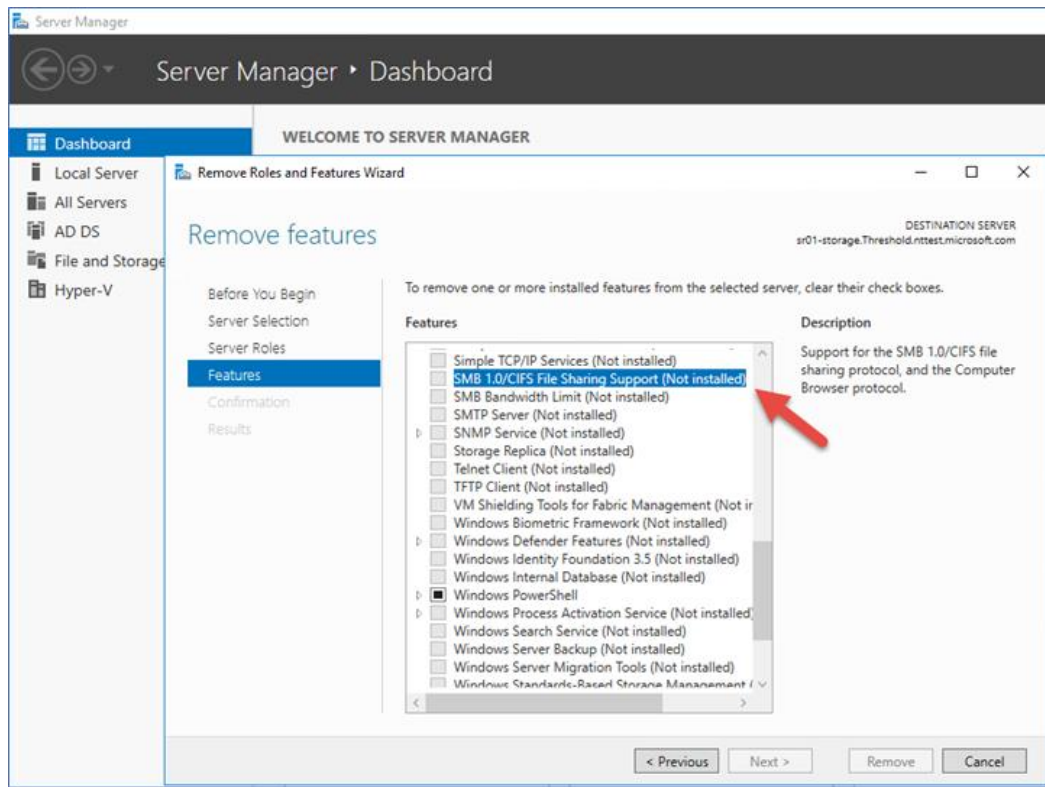 Server Manager
Server Manager • Dashboard
Dashboard
Local Server
All Servers
AD DS
File and Storage
Hyper-V
WELCOME TO SERVER MANAGER
Remove Roles and Features Wizard
Remove features
DESTINATION SERVER
sr01-storage.Threshold.nttest.microsoft.com
Before You Begin
Server Selection
Server Roles
Features
Confirmation
Results
To remove one or more installed features from the selected server, clear their check boxes.
Features
Simple TCP/IP Services (Not installed)
SMB 1.0/CIFS File Sharing Support (Not installed)
SMB Bandwidth Limit (Not installed)
SMTP Server (Not installed)
SNMP Service (Not installed)
Storage Replica (Not installed)
Telnet Client (Not installed)
TFTP Client (Not installed)
VM Shielding Tools for Fabric Management (Not in
Windows Biometric Framework (Not installed)
Windows Defender Features (Not installed)
Windows Identity Foundation 3.5 (Not installed)
Windows Internal Database (Not installed)
Windows PowerShell
Windows Process Activation Service (Not installed)
Windows Search Service (Not installed)
Windows Server Backup (Not installed)
Windows Server Migration Tools (Not installed)
Windows Standards-Based Storage Management (
Description
Support for the SMB 1.0/CIFS file
sharing protocol, and the Computer
Browser protocol.
< Previous
Next >
Remove
Cancel